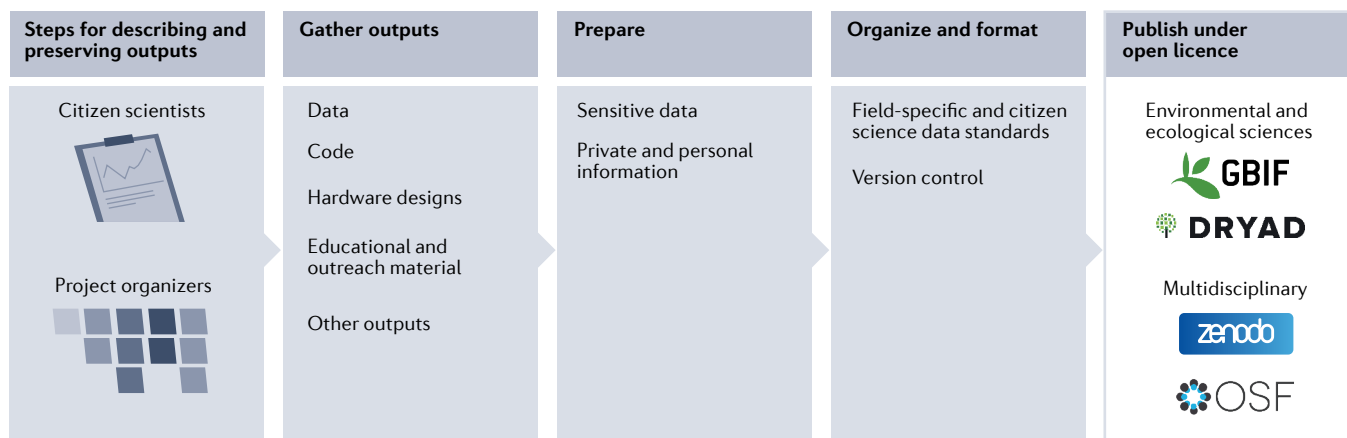 Steps for describing and
preserving outputs
Citizen scientists
Project organizers
Gather outputs
Data
Code
Hardware designs
Educational and
outreach material
Other outputs
Prepare
Sensitive data
Private and personal
information
Organize and format
Field-specific and citizen
science data standards
Version control
Publish under
open licence
Environmental and
ecological sciences
GBIF
DRYAD
Multidisciplinary
zenodo
OSF